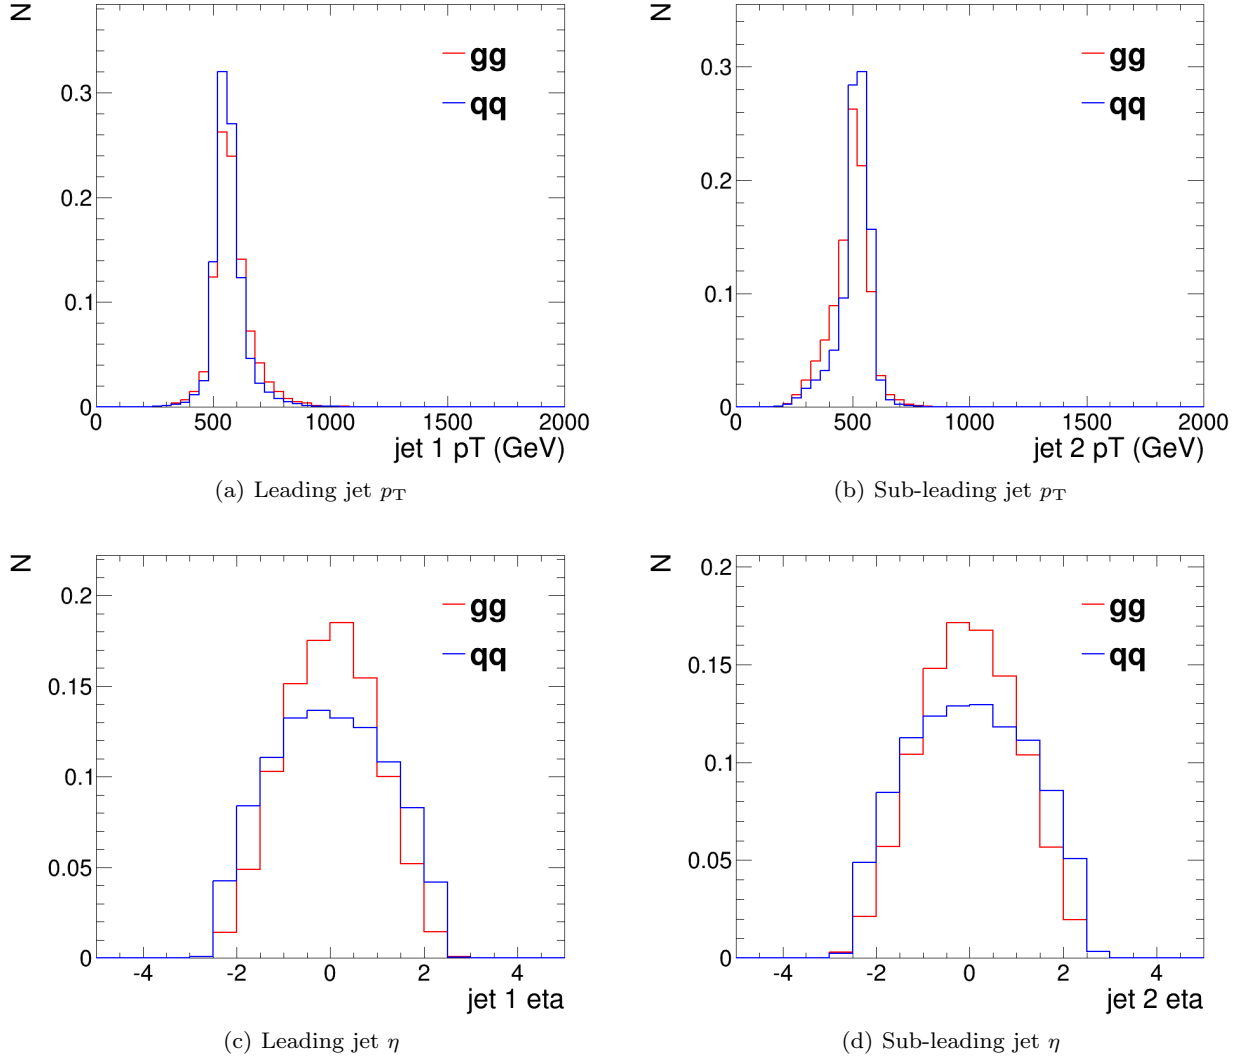 N
gg
qq
0.3
0.2
0.1
0
0 500 1000 1500 2000
jet 1 pT (GeV)
(a) Leading jet pT
N
gg
qq
0.3
0.2
0.1
0
0 500 1000 1500 2000
jet 2 pT (GeV)
(b) Sub-leading jet pT
N
gg
qq
0.2
0.15
0.1
0.05
0
-4 -2 0 2 4
jet 1 eta
(c) Leading jet η
N
gg
qq
0.2
0.15
0.1
0.05
0
-4 -2 0 2 4
jet 2 eta
(d) Sub-leading jet η